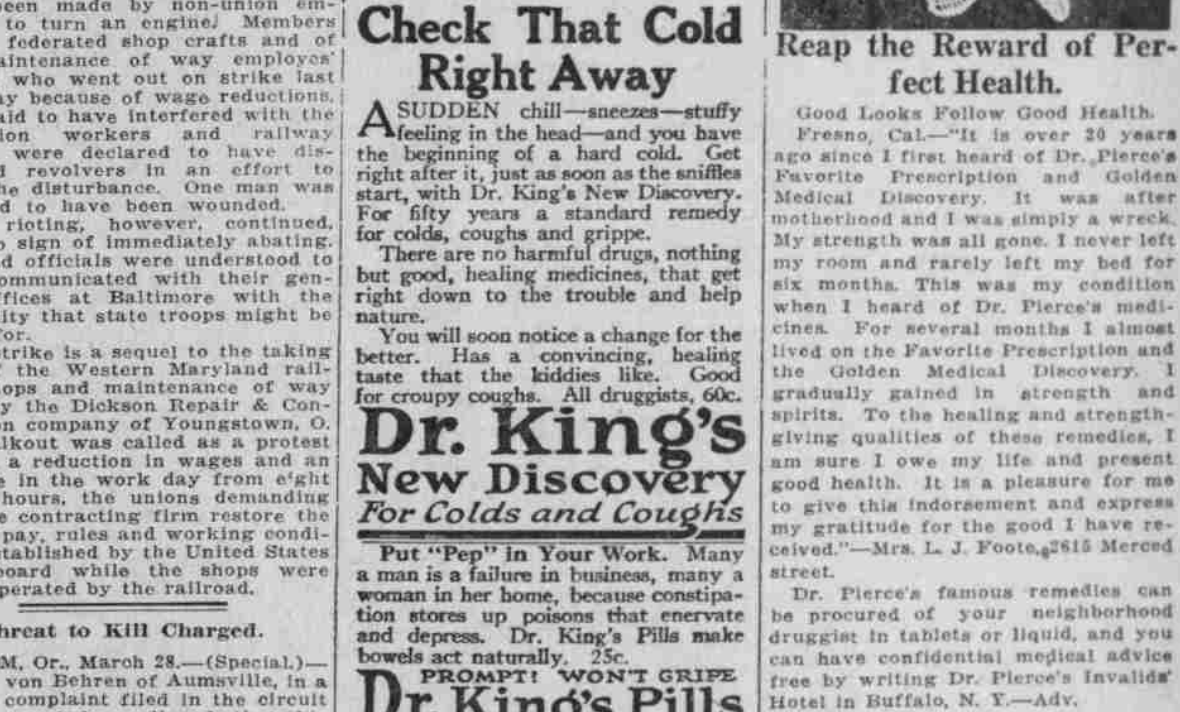 been made by non-union em-
to turn an engine. Members
federated shop crafts and of
aintenance of way employes'
who went out on strike last
ay because of wage reductions,
aid to have interfered with the
ion workers and railway
were declared to have dis-
d revolvers in an effort to
he disturbance. One man was
d to have been wounded.
rioting, however, continued,
o sign of immediately abating.
d officials were understood to
ommunicated with their gen-
ffices at Baltimore with the
ity that state troops might be
for.
strike is a sequel to the taking
f the Western Maryland rail-
ops and maintenance of way
y the Dickson Repair & Con-
n company of Youngstown, O.
alkout was called as a protest
a reduction in wages and an
e in the work day from eight
hours, the unions demanding
e contracting firm restore the
pay, rules and working condi-
tablished by the United States
board while the shops were
perated by the railroad.
hreat to Kill Charged.
M, Or., March 28.—(Special.)—
von Behren of Aumsville, in a
complaint filed in the circuit
Check That Cold
Right Away
A SUDDEN chill—sneezes—stuffy
feeling in the head—and you have
the beginning of a hard cold. Get
right after it, just as soon as the sniffles
start, with Dr. King's New Discovery.
For fifty years a standard remedy
for colds, coughs and grippe.
There are no harmful drugs, nothing
but good, healing medicines, that get
right down to the trouble and help
nature.
You will soon notice a change for the
better. Has a convincing, healing
taste that the kiddies like. Good
for croupy coughs. All druggists, 60c.
Dr. King's
New Discovery
For Colds and Coughs
Put "Pep" in Your Work. Many
a man is a failure in business, many a
woman in her home, because constipa-
tion stores up poisons that enervate
and depress. Dr. King's Pills make
bowels act naturally. 25c.
PROMPT! WON'T GRIPE
Dr King's Pills
Reap the Reward of Per-
fect Health.
Good Looks Follow Good Health.
Fresno, Cal.—"It is over 20 years
ago since I first heard of Dr. Pierce's
Favorite Prescription and Golden
Medical Discovery. It was after
motherhood and I was simply a wreck.
My strength was all gone. I never left
my room and rarely left my bed for
six months. This was my condition
when I heard of Dr. Pierce's medi-
cines. For several months I almost
lived on the Favorite Prescription and
the Golden Medical Discovery. I
gradually gained in strength and
spirits. To the healing and strength-
giving qualities of these remedies, I
am sure I owe my life and present
good health. It is a pleasure for me
to give this indorsement and express
my gratitude for the good I have re-
ceived."—Mrs. L. J. Foote, 2615 Merced
street.
Dr. Pierce's famous remedies can
be procured of your neighborhood
druggist in tablets or liquid, and you
can have confidential medical advice
free by writing Dr. Pierce's Invalids'
Hotel in Buffalo, N. Y.—Adv.